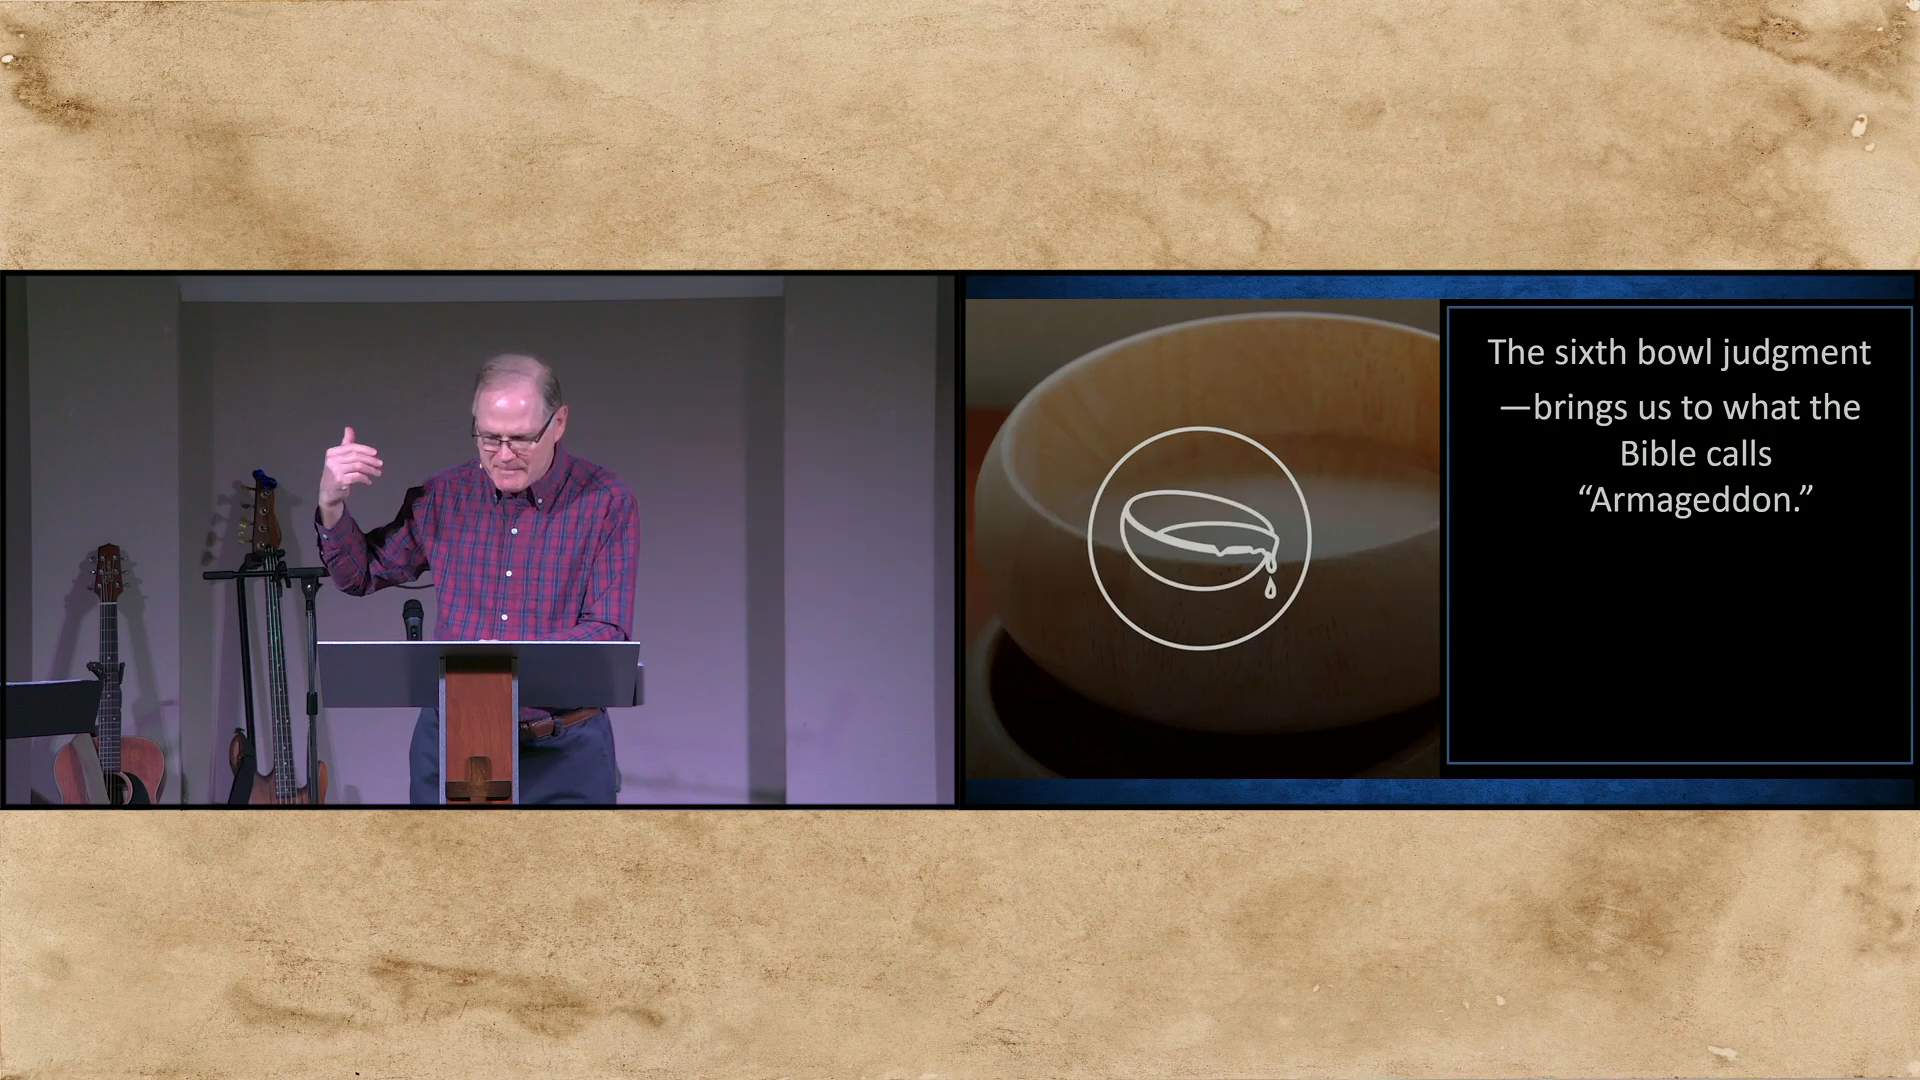 The sixth bowl judgment
—brings us to what the
Bible calls
“Armageddon.”